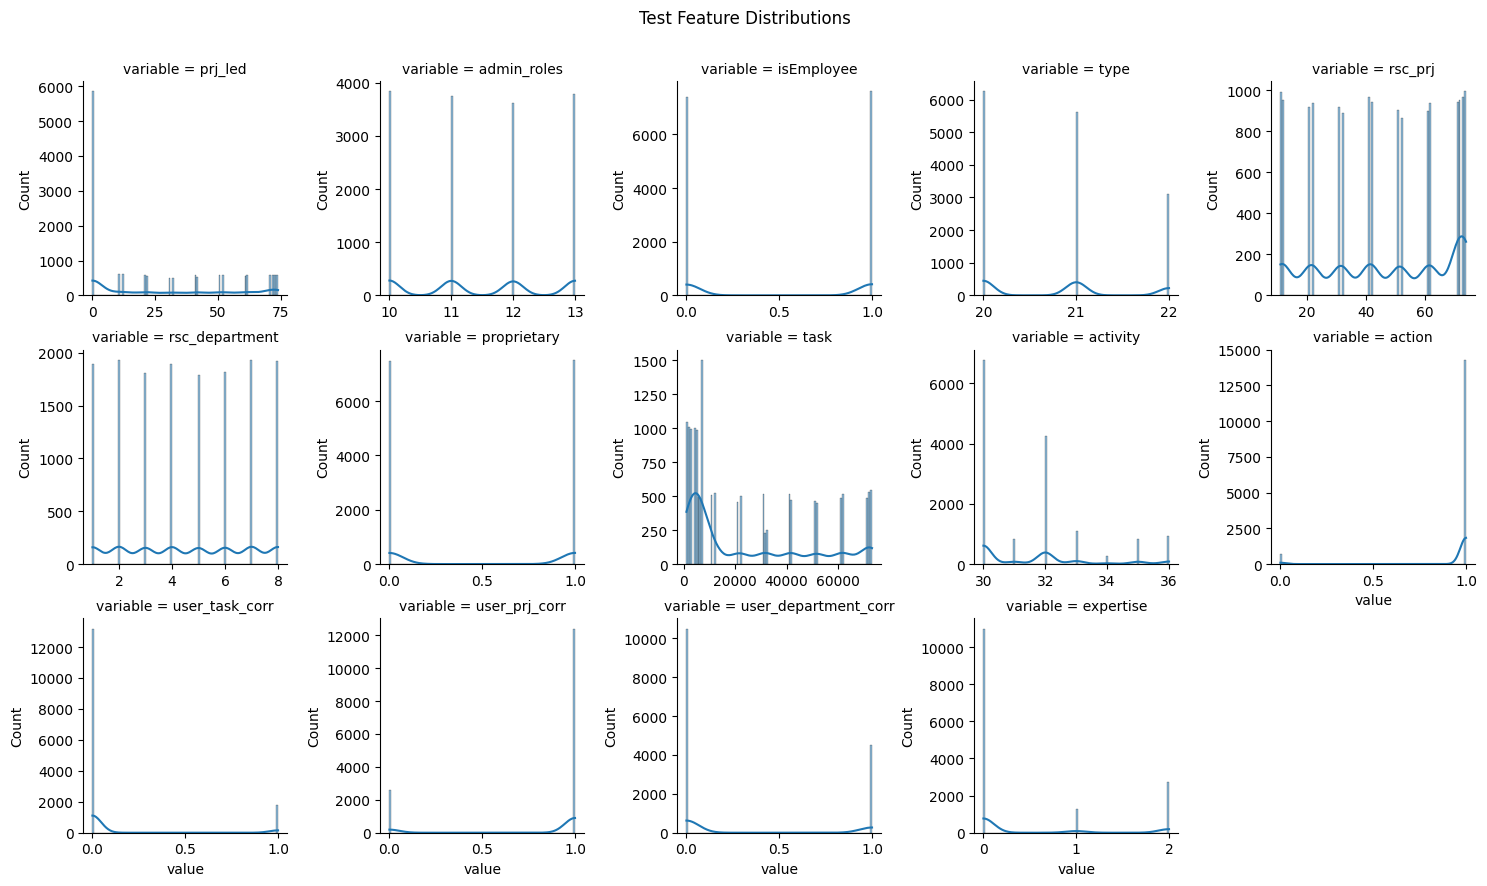 Test Feature Distributions
variable = prj_led
variable = admin_roles
variable = isEmployee
variable = type
variable = rsc_prj
Count
6000
5000
4000
3000
2000
1000
0
0 25 50 75
Count
4000
3000
2000
1000
0
10 11 12 13
Count
6000
4000
2000
0
0.0 0.5 1.0
Count
6000
5000
4000
3000
2000
1000
0
20 21 22
Count
1000
800
600
400
200
0
20 40 60
variable = rsc_department
variable = proprietary
variable = task
variable = activity
variable = action
Count
2000
1500
1000
500
0
2 4 6 8
Count
6000
4000
2000
0
0.0 0.5 1.0
Count
1500
1250
1000
750
500
250
0
0 20000 40000 60000
Count
6000
4000
2000
0
30 32 34 36
Count
15000
12500
10000
7500
5000
2500
0
0.0 0.5 1.0
value
variable = user_task_corr
variable = user_prj_corr
variable = user_department_corr
variable = expertise
Count
12000
10000
8000
6000
4000
2000
0
0.0 0.5 1.0
value
Count
12000
10000
8000
6000
4000
2000
0
0.0 0.5 1.0
value
Count
10000
8000
6000
4000
2000
0
0.0 0.5 1.0
value
Count
10000
8000
6000
4000
2000
0
0 1 2
value